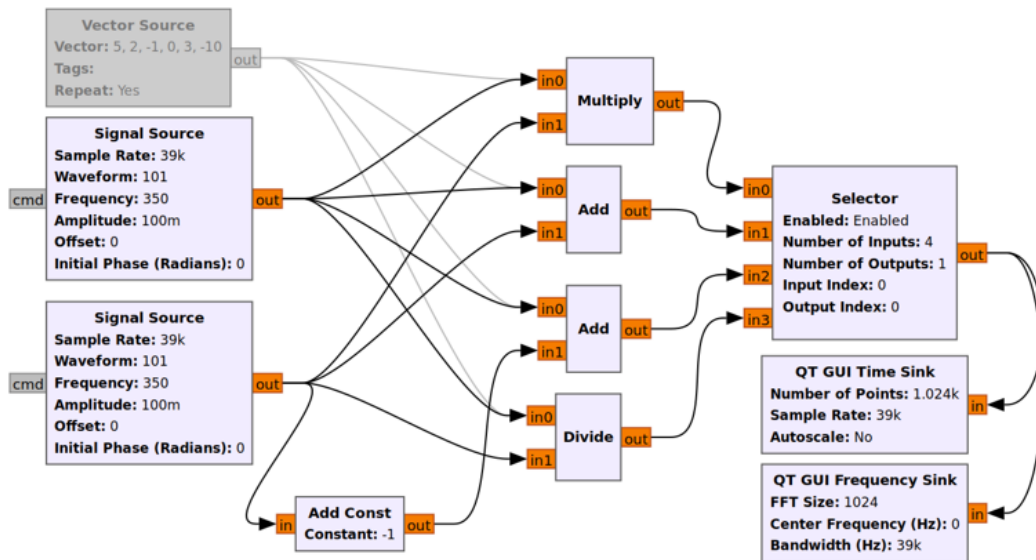 Vector Source
Vector: 5, 2, -1, 0, 3, -10
Tags:
Repeat: Yes
out
Signal Source
Sample Rate: 39k
Waveform: 101
Frequency: 350
Amplitude: 100m
Offset: 0
Initial Phase (Radians): 0
cmd
out
Signal Source
Sample Rate: 39k
Waveform: 101
Frequency: 350
Amplitude: 100m
Offset: 0
Initial Phase (Radians): 0
cmd
out
in
Add Const
Constant: -1
out
in0
in1
Multiply
out
in0
in1
Add
out
in0
in1
Add
out
in0
in1
Divide
out
in0
in1
in2
in3
Selector
Enabled: Enabled
Number of Inputs: 4
Number of Outputs: 1
Input Index: 0
Output Index: 0
out
QT GUI Time Sink
Number of Points: 1.024k
Sample Rate: 39k
Autoscale: No
in
QT GUI Frequency Sink
FFT Size: 1024
Center Frequency (Hz): 0
Bandwidth (Hz): 39k
in